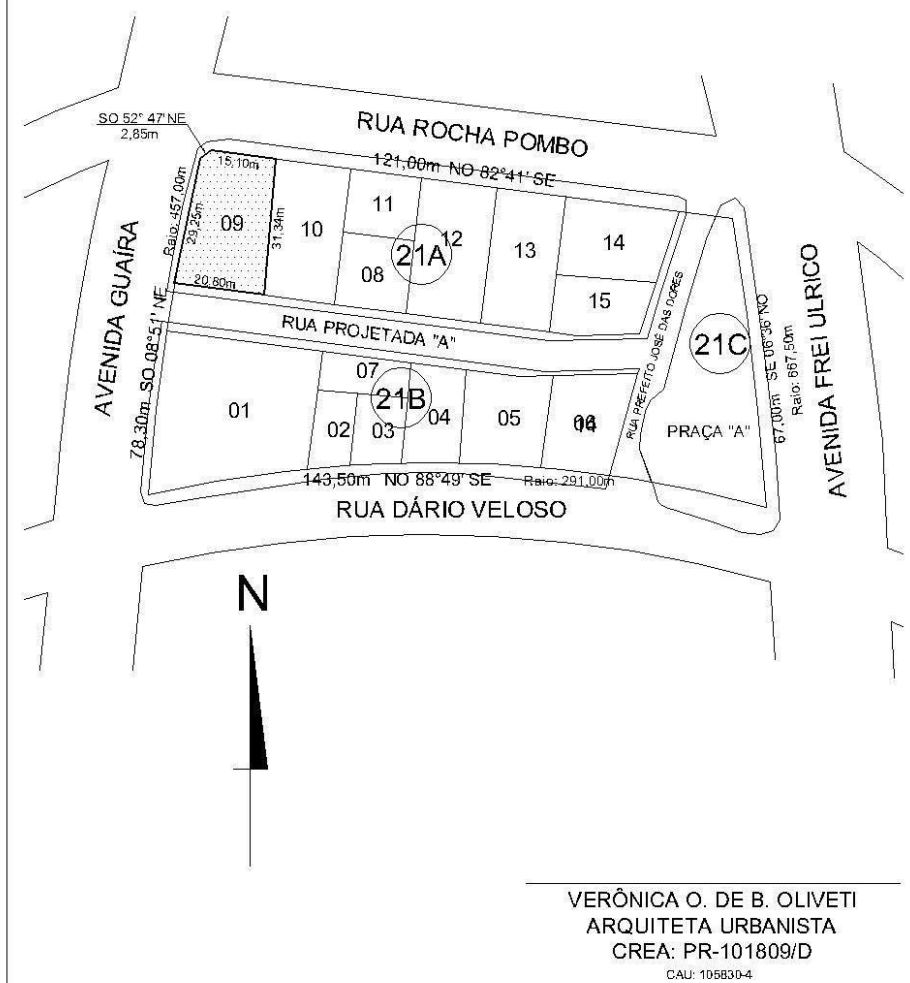 SO 52° 47' NE
2,85m
RUA ROCHA POMBO
121,00m NO 82°41' SE
15,10m
Raio: 457,00m
29,25m
09
31,34m
20,80m
10
11
08
21A
12
13
14
15
AVENIDA GUAÍRA
78,30m SO 08°51' NE
RUA PROJETADA "A"
RUA PREFEITO JOSÉ DAS DORES
21C
PRAÇA "A"
67,00m SE 06°36' NO
Raio: 667,50m
AVENIDA FREI ULRICO
01
07
21B
02
03
04
05
143,50m NO 88°49' SE
Raio: 291,00m
RUA DÁRIO VELOSO
N
VERÔNICA O. DE B. OLIVETI
ARQUITETA URBANISTA
CREA: PR-101809/D
CAU: 105830-4